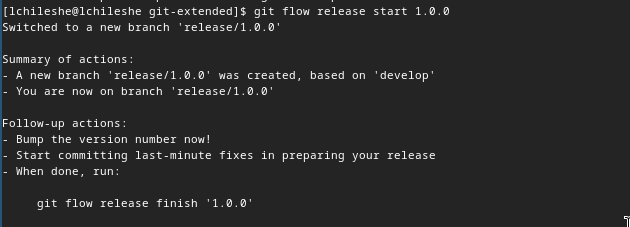 [lchileshe@lchileshe git-extended]$ git flow release start 1.0.0
Switched to a new branch 'release/1.0.0'
Summary of actions:
- A new branch 'release/1.0.0' was created, based on 'develop'
- You are now on branch 'release/1.0.0'
Follow-up actions:
- Bump the version number now!
- Start committing last-minute fixes in preparing your release
- When done, run:
git flow release finish '1.0.0'